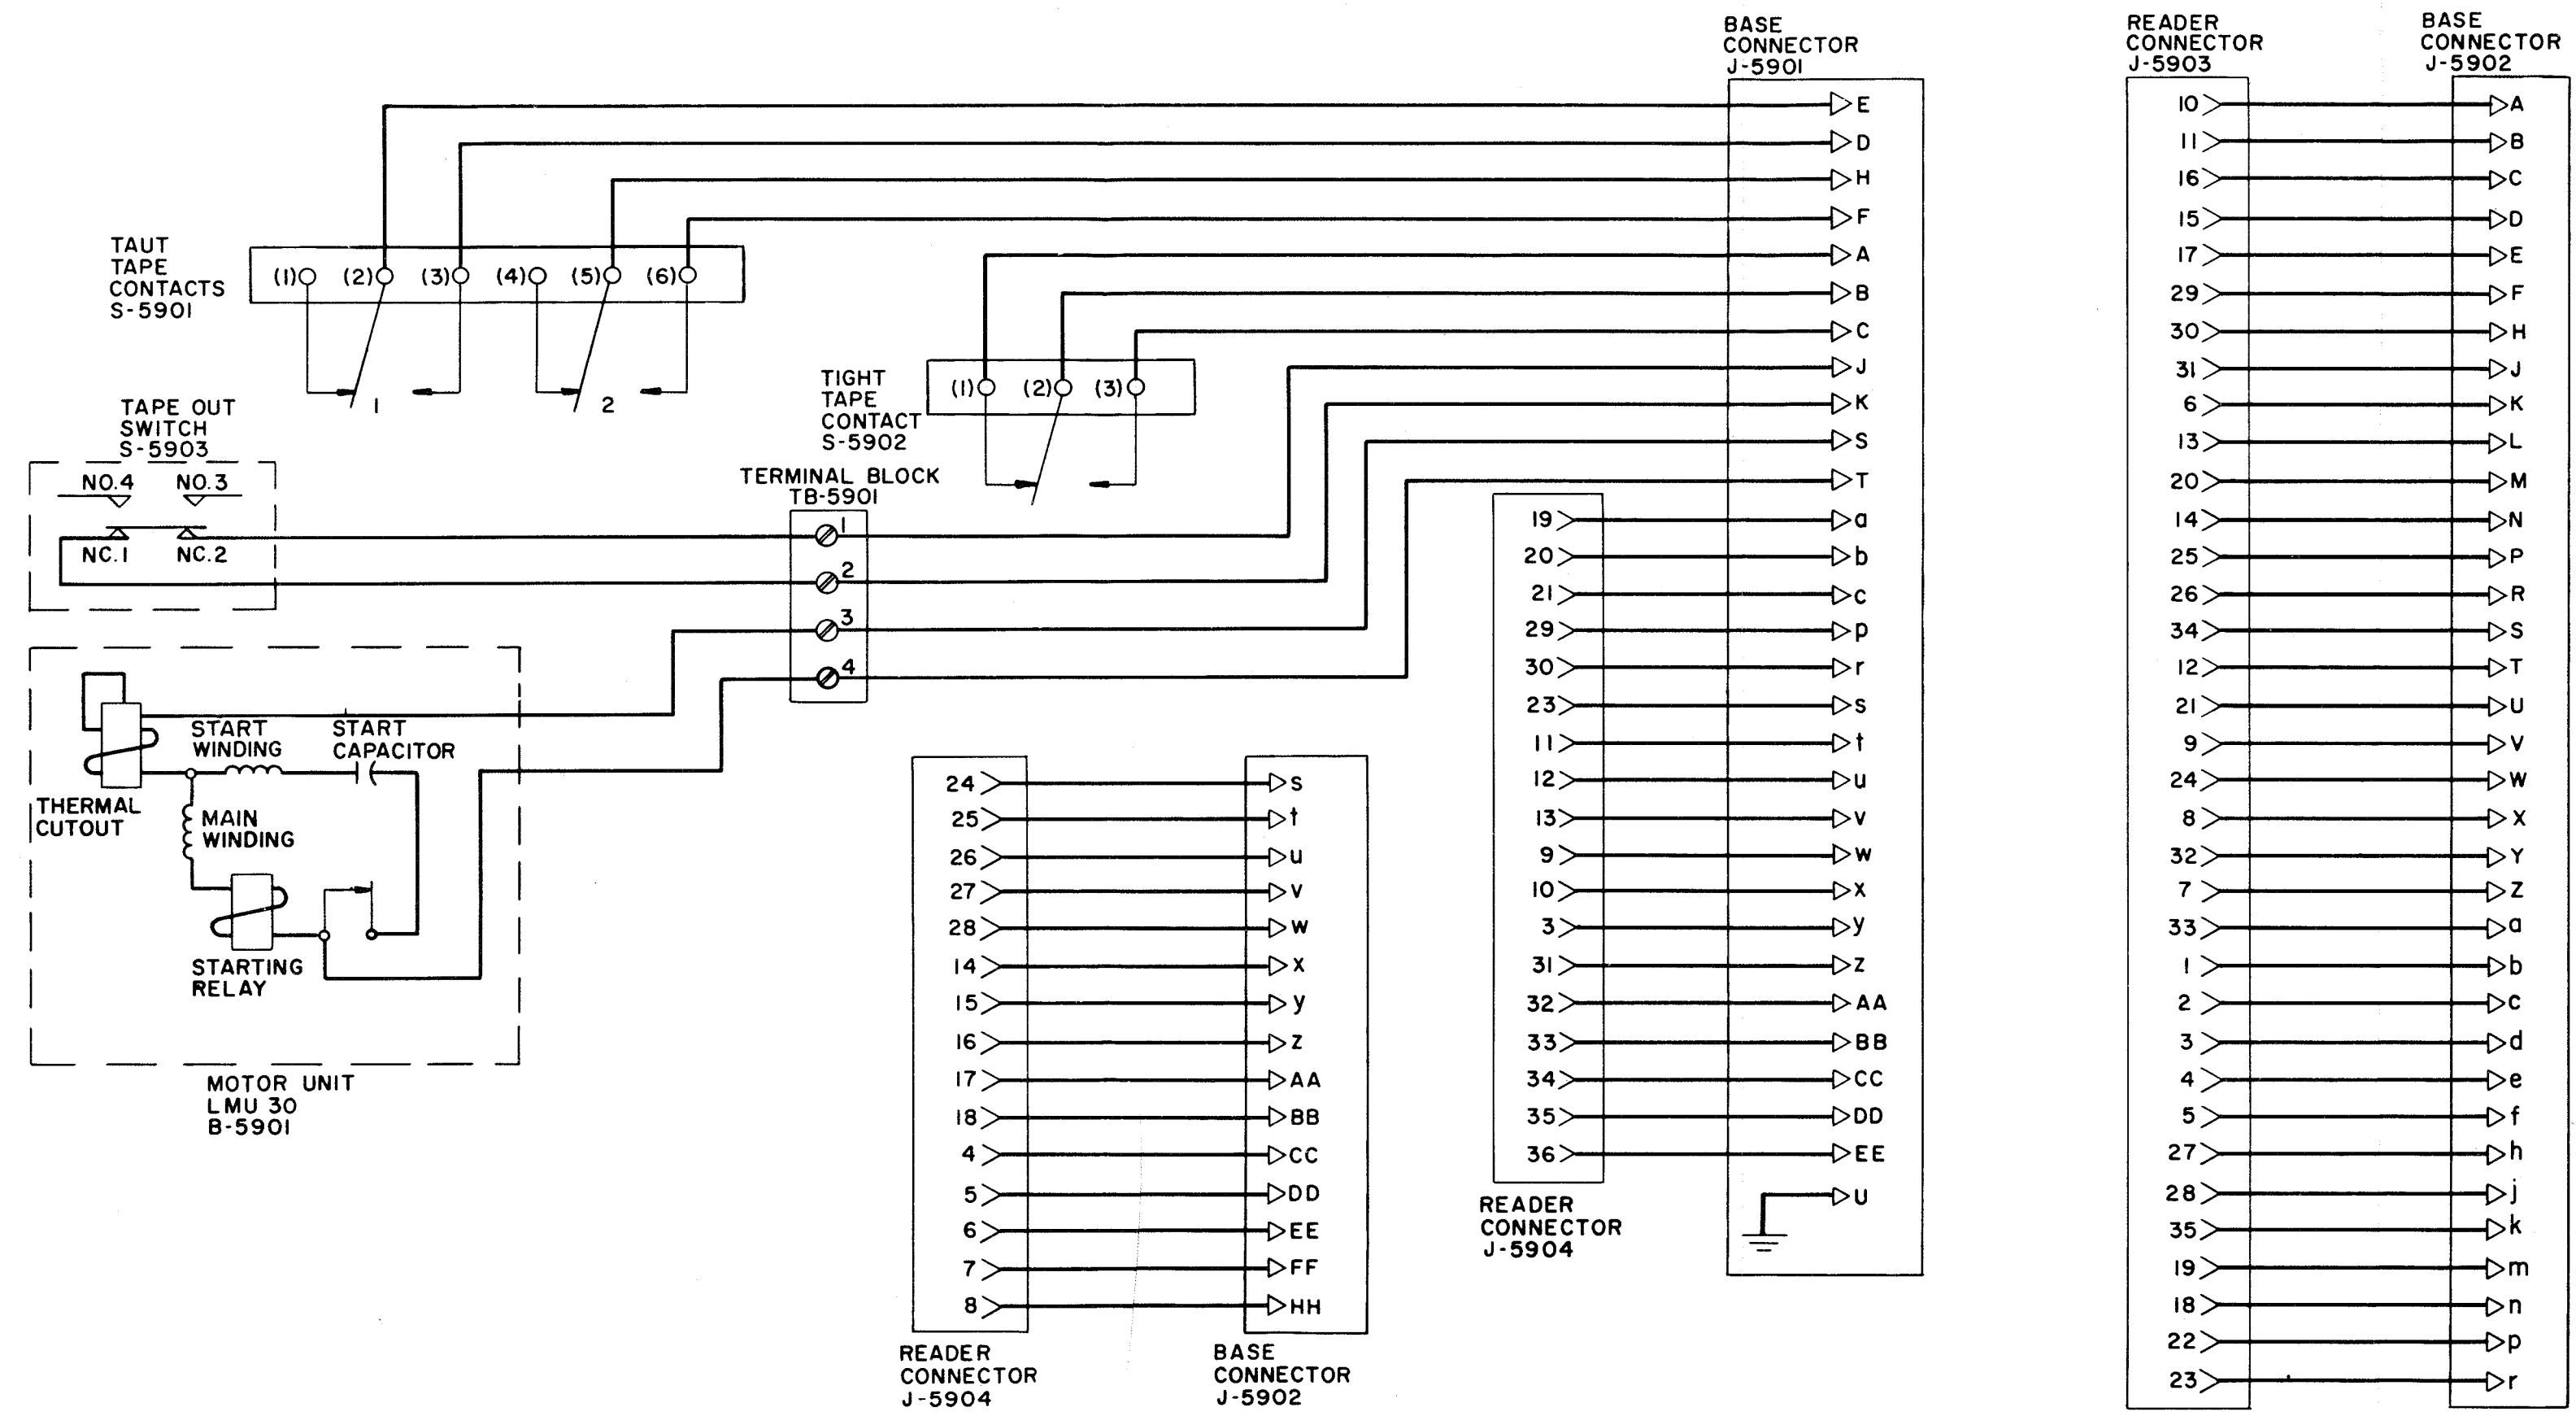 BASE
CONNECTOR
J-5901
E
D
H
F
A
B
C
J
K
S
T
a
b
c
p
r
s
t
u
v
w
x
y
z
AA
BB
CC
DD
EE
U
READER
CONNECTOR
J-5903
BASE
CONNECTOR
J-5902
10 A
11 B
16 C
15 D
17 E
29 F
30 H
31 J
6 K
13 L
20 M
14 N
25 P
26 R
34 S
12 T
21 U
9 V
24 W
8 X
32 Y
7 Z
33 a
1 b
2 c
3 d
4 e
5 f
27 h
28 j
35 k
19 m
18 n
22 p
23 r
TAUT
TAPE
CONTACTS
S-5901
(1) (2) (3) (4) (5) (6)
1 2
TIGHT
TAPE
CONTACT
S-5902
(1) (2) (3)
TAPE OUT
SWITCH
S-5903
NO.4 NO.3
NC.1 NC.2
TERMINAL BLOCK
TB-5901
1
2
3
4
19
20
21
29
30
23
11
12
13
9
10
3
31
32
33
34
35
36
READER
CONNECTOR
J-5904
START
WINDING
START
CAPACITOR
THERMAL
CUTOUT
MAIN
WINDING
STARTING
RELAY
MOTOR UNIT
LMU 30
B-5901
24 s
25 t
26 u
27 v
28 w
14 x
15 y
16 z
17 AA
18 BB
4 CC
5 DD
6 EE
7 FF
8 HH
READER
CONNECTOR
J-5904
BASE
CONNECTOR
J-5902